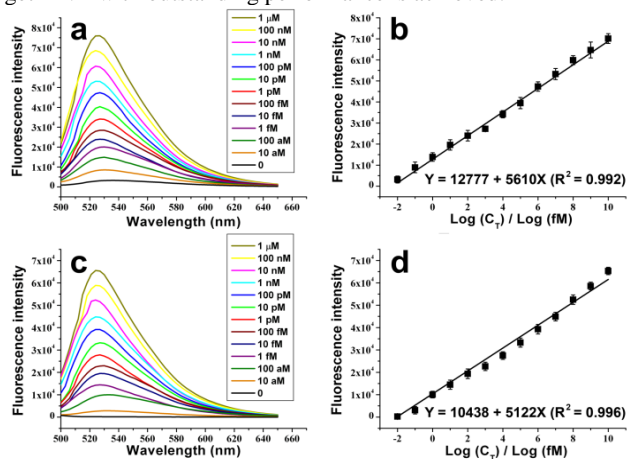 with outstanding performance is achieved.
a
Fluorescence intensity
8x10⁴
7x10⁴
6x10⁴
5x10⁴
4x10⁴
3x10⁴
2x10⁴
1x10⁴
0
500 520 540 560 580 600 620 640 660
Wavelength (nm)
1 μM
100 nM
10 nM
1 nM
100 pM
10 pM
1 pM
100 fM
10 fM
1 fM
100 aM
10 aM
0
b
Fluorescence intensity
8x10⁴
7x10⁴
6x10⁴
5x10⁴
4x10⁴
3x10⁴
2x10⁴
1x10⁴
0
Y = 12777 + 5610X (R² = 0.992)
-2 0 2 4 6 8 10
Log (C_T) / Log (fM)
c
Fluorescence intensity
7x10⁴
6x10⁴
5x10⁴
4x10⁴
3x10⁴
2x10⁴
1x10⁴
0
500 520 540 560 580 600 620 640 660
Wavelength (nm)
1 μM
100 nM
10 nM
1 nM
100 pM
10 pM
1 pM
100 fM
10 fM
1 fM
100 aM
10 aM
0
d
Fluorescence intensity
7x10⁴
6x10⁴
5x10⁴
4x10⁴
3x10⁴
2x10⁴
1x10⁴
0
Y = 10438 + 5122X (R² = 0.996)
-2 0 2 4 6 8 10
Log (C_T) / Log (fM)